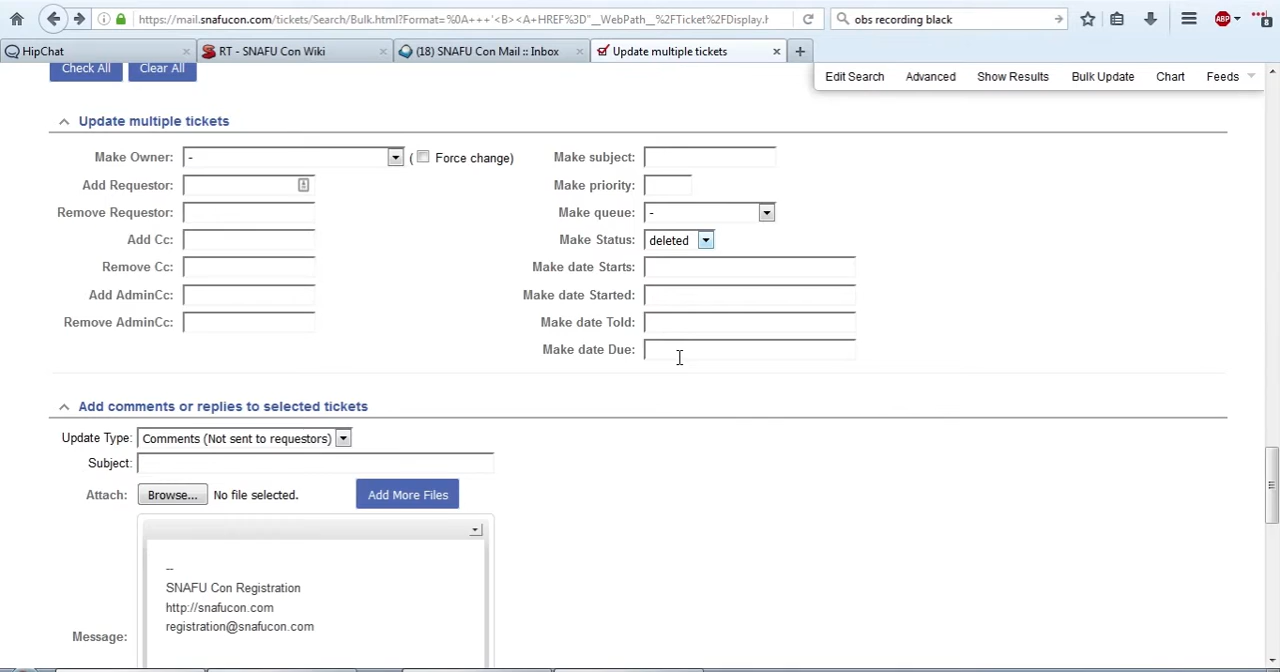 https://mail.snafucon.com/tickets/Search/Bulk.html?Format=%0A+++'<B><A+HREF%3D"__WebPath__%2FTicket%2FDisplay.h
obs recording black
ABP
HipChat
RT - SNAFU Con Wiki
(18) SNAFU Con Mail :: Inbox
Update multiple tickets
Check All
Clear All
Edit Search
Advanced
Show Results
Bulk Update
Chart
Feeds
Update multiple tickets
Make Owner: -
( Force change)
Make subject:
Add Requestor:
Make priority:
Remove Requestor:
Make queue: -
Add Cc:
Make Status: deleted
Remove Cc:
Make date Starts:
Add AdminCc:
Make date Started:
Remove AdminCc:
Make date Told:
Make date Due:
Add comments or replies to selected tickets
Update Type: Comments (Not sent to requestors)
Subject:
Attach: Browse... No file selected. Add More Files
--
SNAFU Con Registration
http://snafucon.com
registration@snafucon.com
Message: